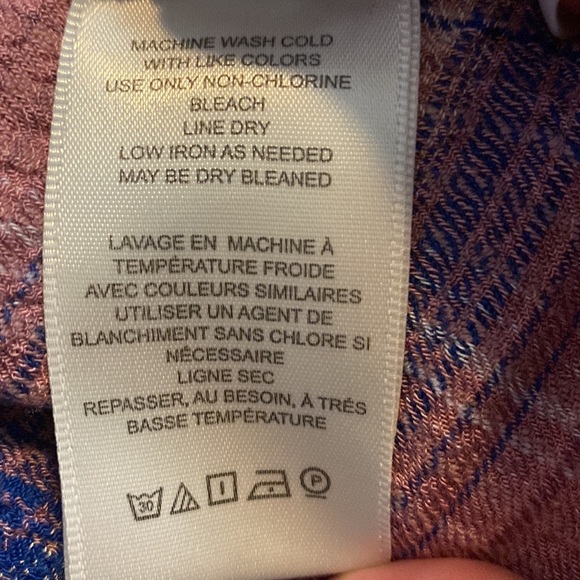 MACHINE WASH COLD
WITH LIKE COLORS
USE ONLY NON-CHLORINE
BLEACH
LINE DRY
LOW IRON AS NEEDED
MAY BE DRY BLEANED
LAVAGE EN MACHINE À
TEMPÉRATURE FROIDE
AVEC COULEURS SIMILAIRES
UTILISER UN AGENT DE
BLANCHIMENT SANS CHLORE SI
NÉCESSAIRE
LIGNE SEC
REPASSER, AU BESOIN, À TRÉS
BASSE TEMPÉRATURE
30 P